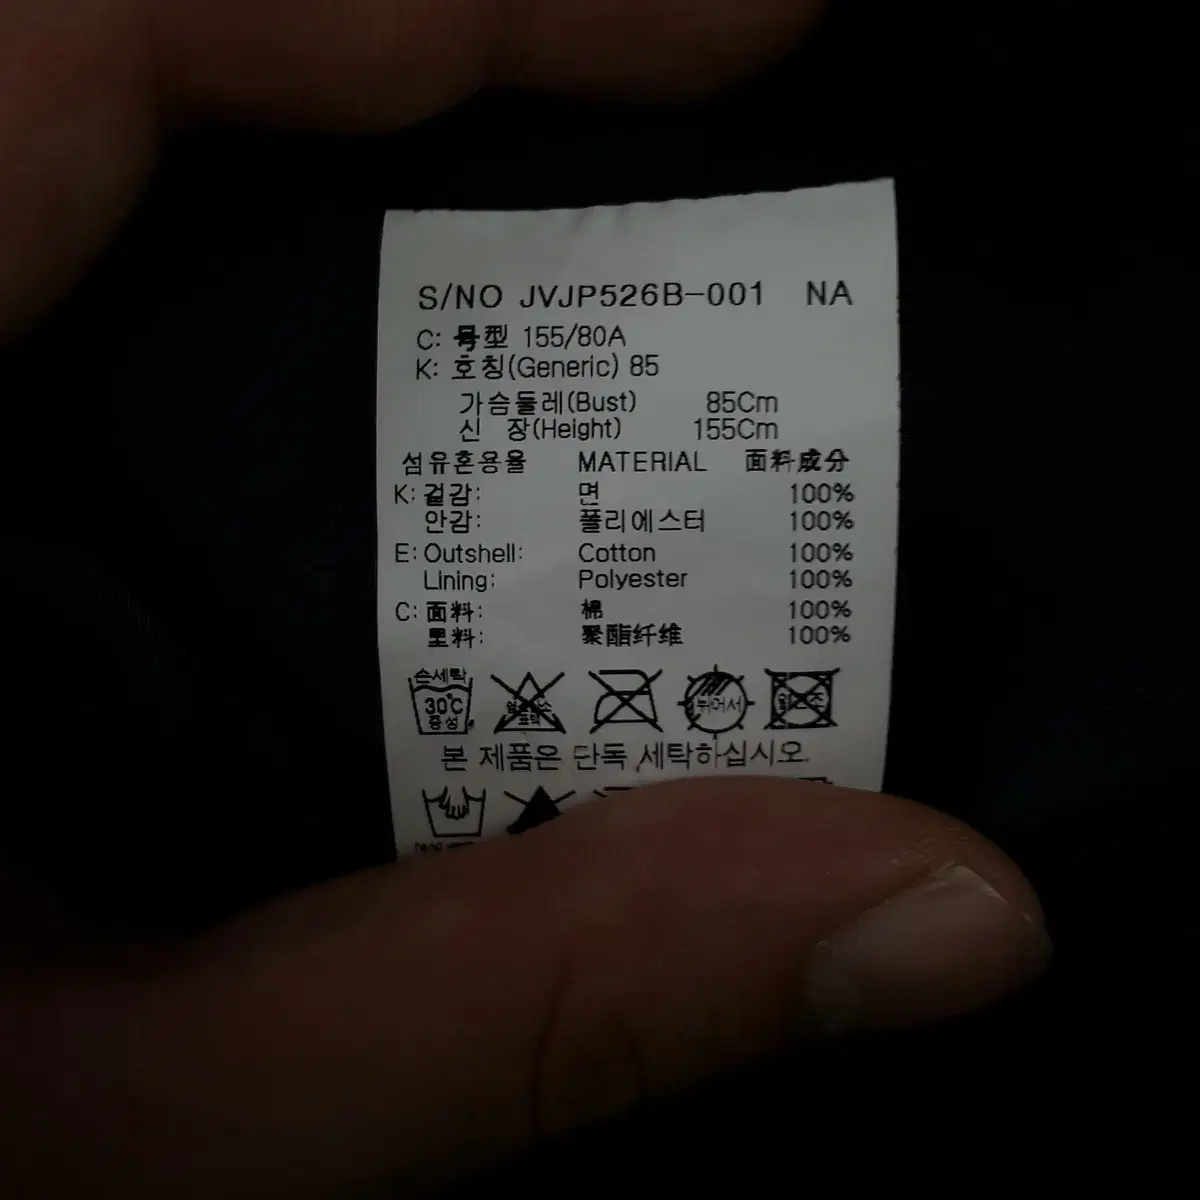 S/NO JVJP526B-001 NA
C: 号型 155/80A
K: 호칭(Generic) 85
가슴둘레(Bust) 85Cm
신 장(Height) 155Cm
섬유혼용율 MATERIAL 面料成分
K: 겉감: 면 100%
안감: 폴리에스터 100%
E: Outshell: Cotton 100%
Lining: Polyester 100%
C: 面料: 棉 100%
里料: 聚酯纤维 100%
손세탁
30℃
중성
뉘어서
본 제품은 단독 세탁하십시오.